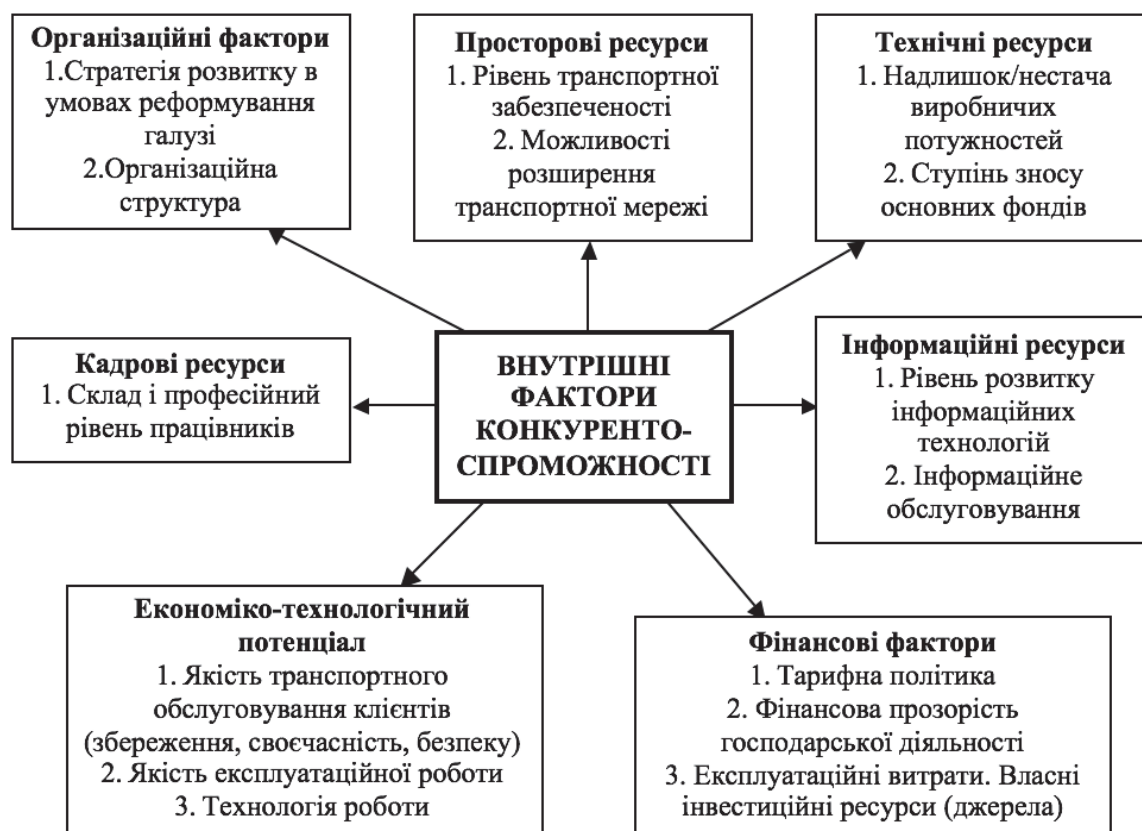 Організаційні фактори
1.Стратегія розвитку в
умовах реформування
галузі
2.Організаційна
структура
Просторові ресурси
1. Рівень транспортної
забезпеченості
2. Можливості
розширення
транспортної мережі
Технічні ресурси
1. Надлишок/нестача
виробничих
потужностей
2. Ступінь зносу
основних фондів
Кадрові ресурси
1. Склад і професійний
рівень працівників
ВНУТРІШНІ
ФАКТОРИ
КОНКУРЕНТО-
СПРОМОЖНОСТІ
Інформаційні ресурси
1. Рівень розвитку
інформаційних
технологій
2. Інформаційне
обслуговування
Економіко-технологічний
потенціал
1. Якість транспортного
обслуговування клієнтів
(збереження, своєчасність, безпеку)
2. Якість експлуатаційної роботи
3. Технологія роботи
Фінансові фактори
1. Тарифна політика
2. Фінансова прозорість
господарської діяльності
3. Експлуатаційні витрати. Власні
інвестиційні ресурси (джерела)